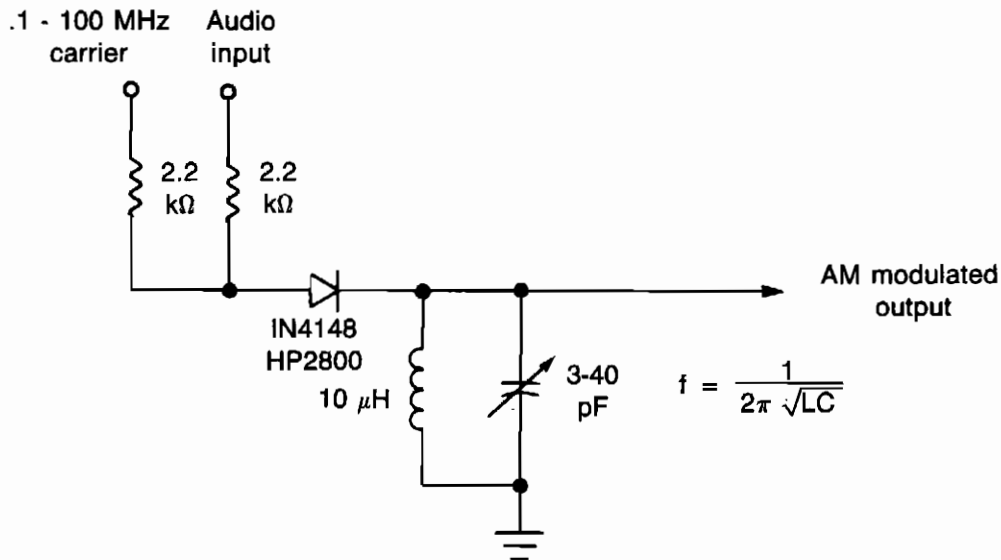 .1 - 100 MHz
carrier
Audio
input
2.2
kΩ
2.2
kΩ
IN4148
HP2800
10 μH
3-40
pF
AM modulated
output
f = 1 / 2π √LC